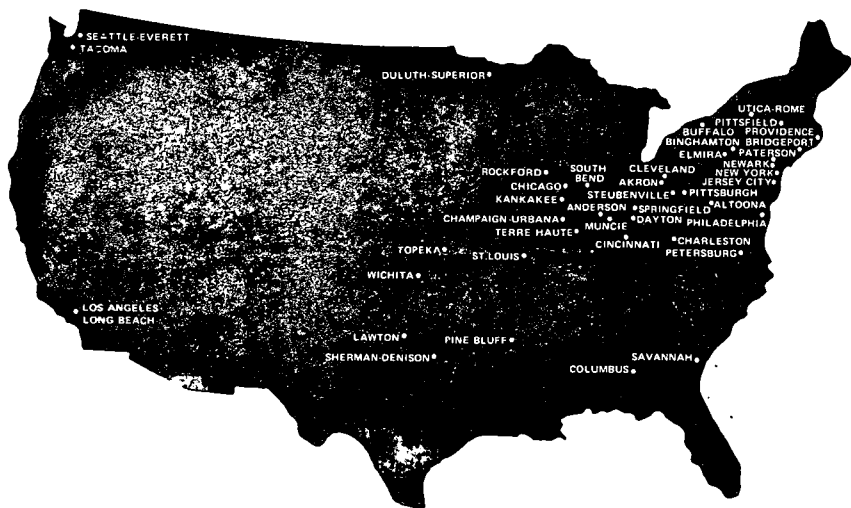 SEATTLE-EVERETT
TACOMA
DULUTH-SUPERIOR
UTICA-ROME
PITTSFIELD
BUFFALO PROVIDENCE
BINGHAMTON BRIDGEPORT
ELMIRA PATERSON
NEWARK
NEW YORK
JERSEY CITY
ROCKFORD
SOUTH
BEND
CLEVELAND
CHICAGO
AKRON
KANKAKEE
STEUBENVILLE PITTSBURGH
ALTOONA
ANDERSON
SPRINGFIELD
CHAMPAIGN-URBANA
MUNCIE
DAYTON
PHILADELPHIA
TERRE HAUTE
CINCINNATI
CHARLESTON
PETERSBURG
TOPEKA
ST. LOUIS
WICHITA
LOS ANGELES
LONG BEACH
LAWTON
PINE BLUFF
SHERMAN-DENISON
SAVANNAH
COLUMBUS